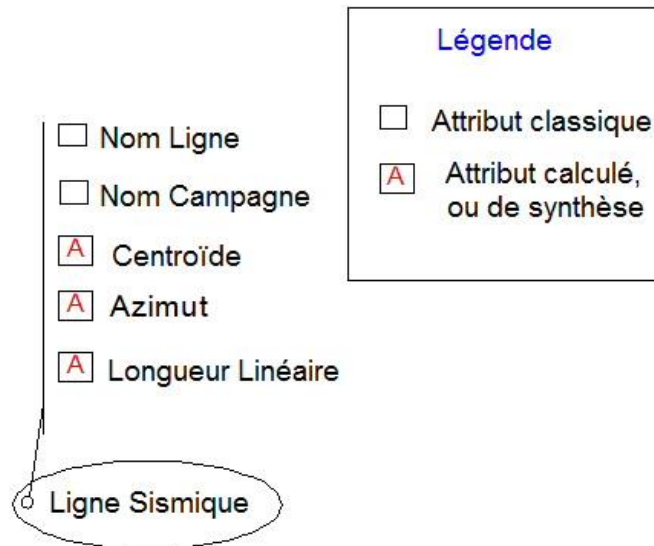 Légende
Attribut classique
A Attribut calculé,
ou de synthèse
Nom Ligne
Nom Campagne
A Centroïde
A Azimut
A Longueur Linéaire
Ligne Sismique